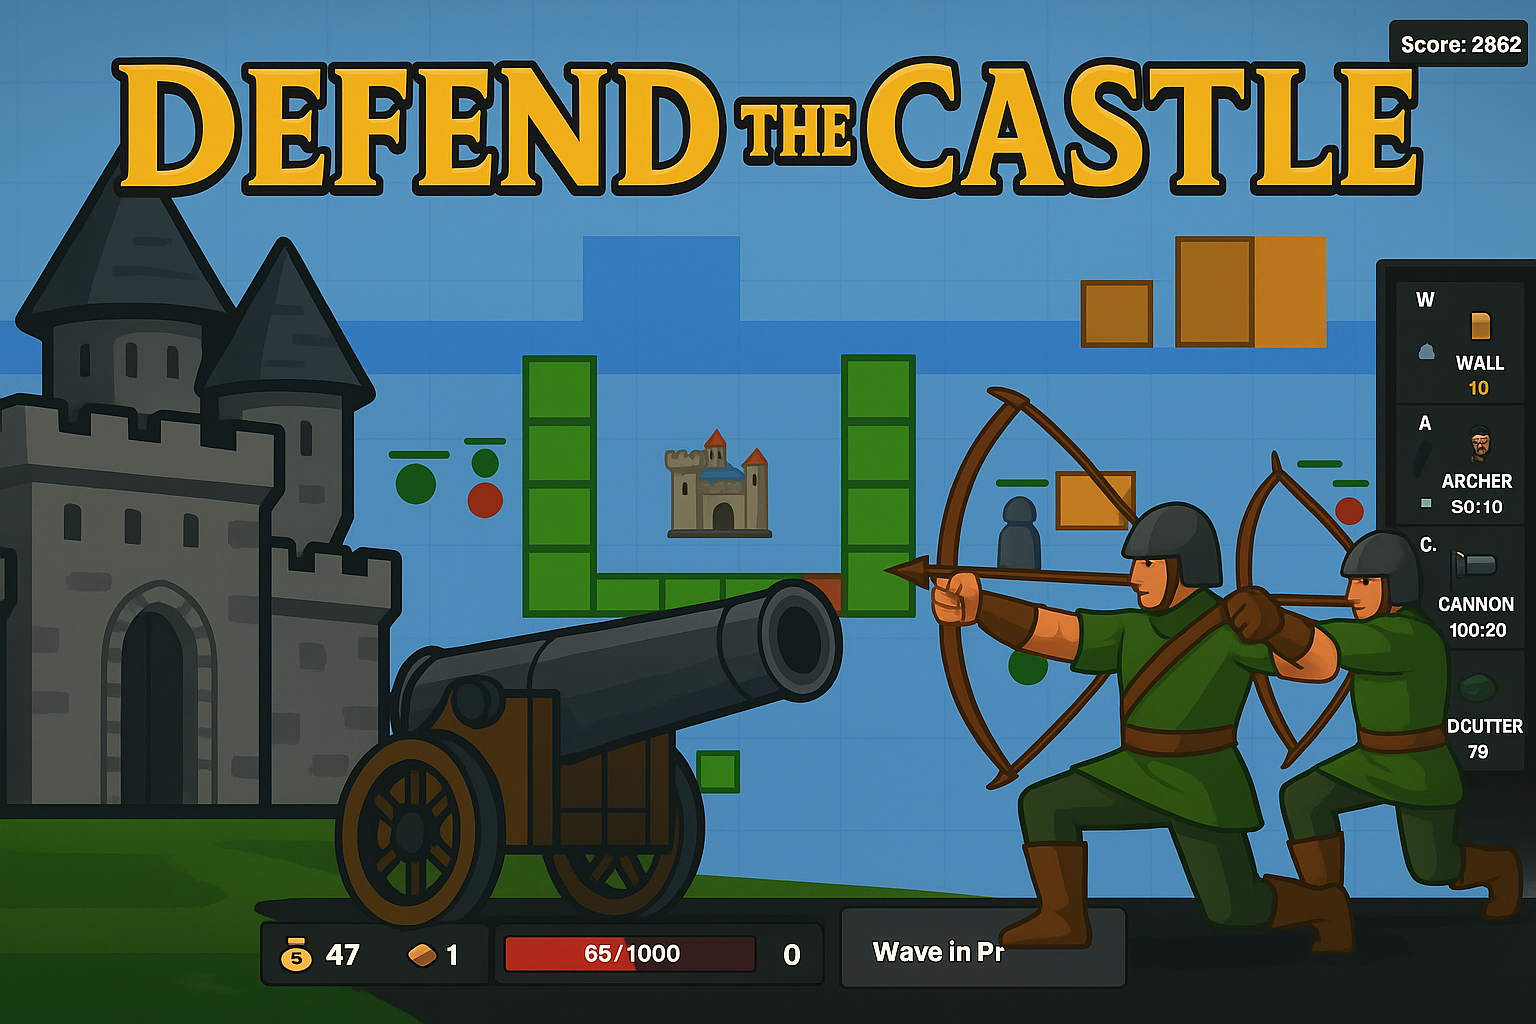 Score: 2862
DEFEND THE CASTLE
W
WALL
10
A
ARCHER
S0:10
C.
CANNON
100:20
DCUTTER
79
5 47 1 65/1000 0 Wave in Pr